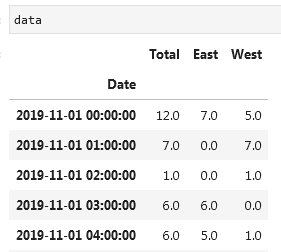 data
Total East West
Date
2019-11-01 00:00:00 12.0 7.0 5.0
2019-11-01 01:00:00 7.0 0.0 7.0
2019-11-01 02:00:00 1.0 0.0 1.0
2019-11-01 03:00:00 6.0 6.0 0.0
2019-11-01 04:00:00 6.0 5.0 1.0